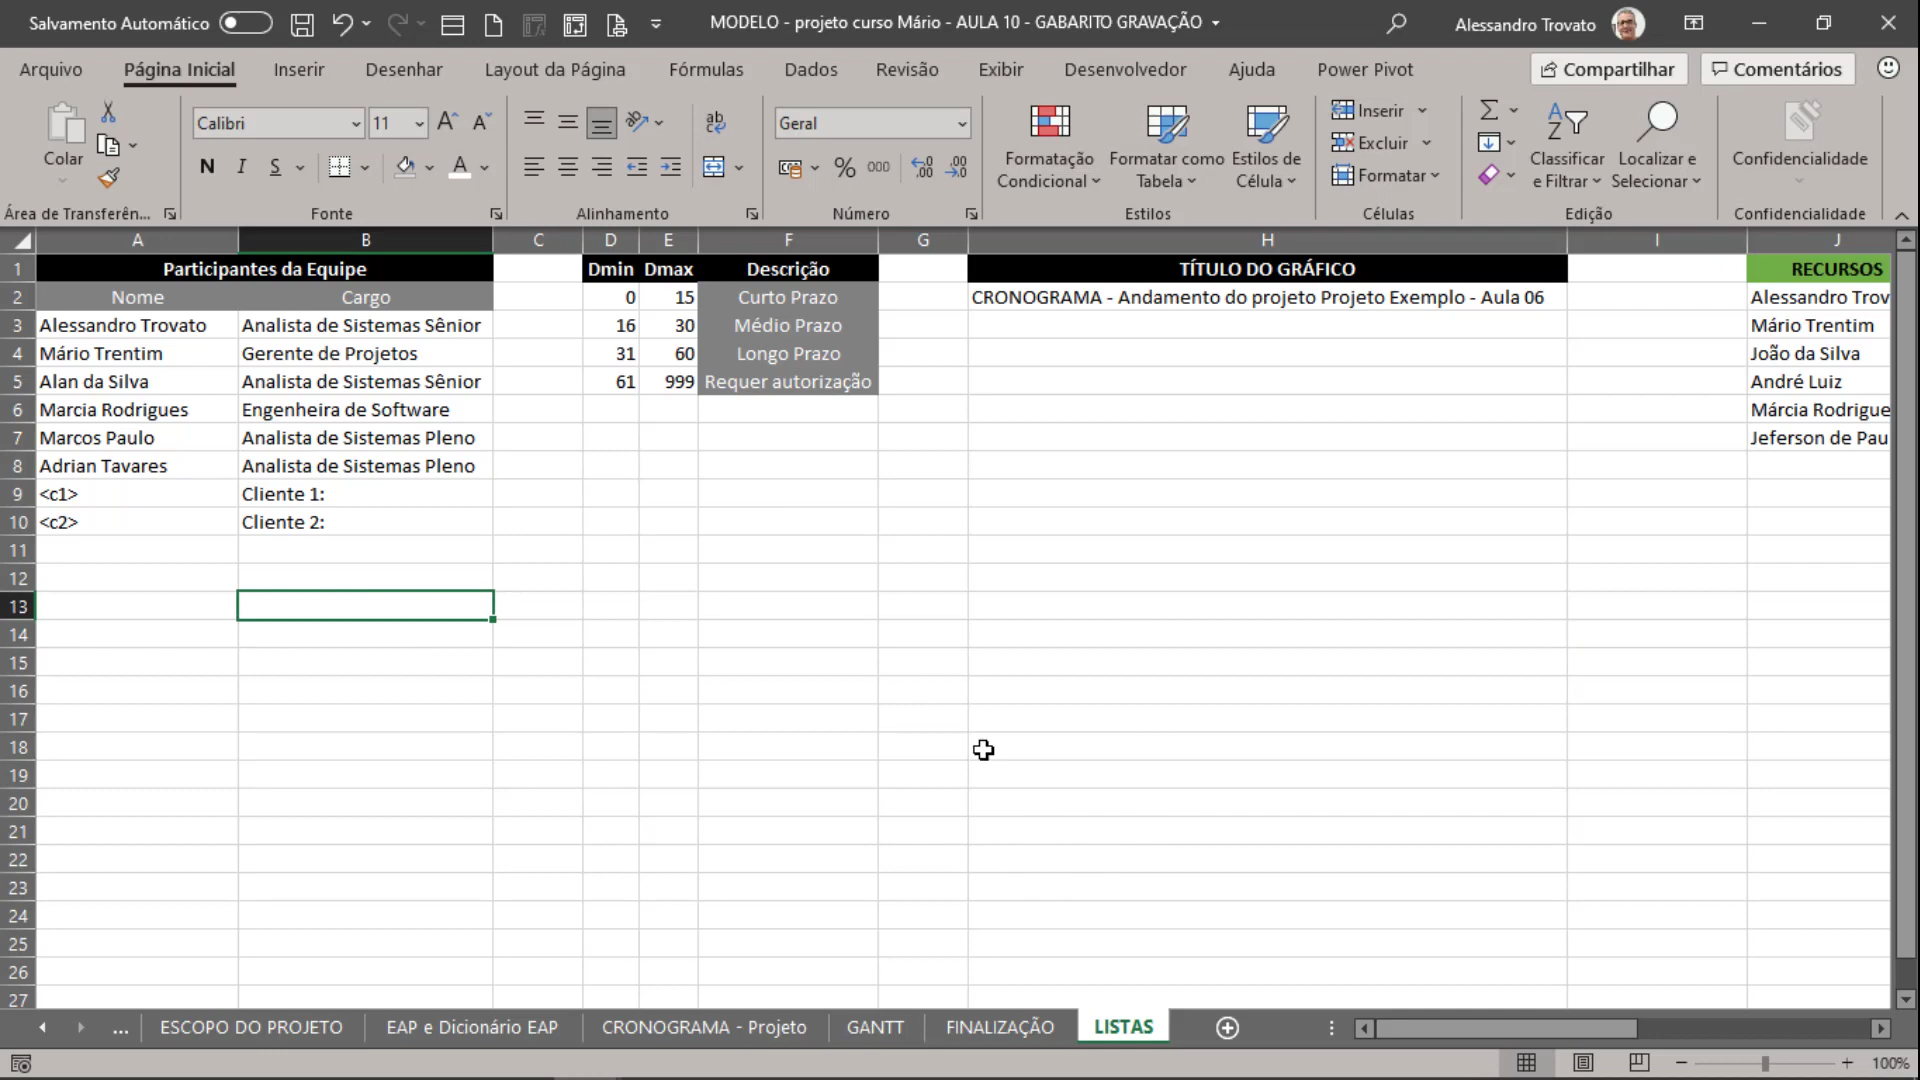 Salvamento Automático
MODELO - projeto curso Mário - AULA 10 - GABARITO GRAVAÇÃO
Alessandro Trovato
Arquivo Página Inicial Inserir Desenhar Layout da Página Fórmulas Dados Revisão Exibir Desenvolvedor Ajuda Power Pivot Compartilhar Comentários
Colar
Área de Transferên...
Calibri 11
N I S A
Fonte
ab
Alinhamento
Geral
% 000
Número
Formatação Condicional
Formatar como Tabela
Estilos de Célula
Estilos
Inserir
Excluir
Formatar
Células
Classificar e Filtrar
Localizar e Selecionar
Edição
Confidencialidade
Confidencialidade
A B C D E F G H I J
1 Participantes da Equipe Dmin Dmax Descrição TÍTULO DO GRÁFICO RECURSOS
2 Nome Cargo 0 15 Curto Prazo CRONOGRAMA - Andamento do projeto Projeto Exemplo - Aula 06 Alessandro Trov
3 Alessandro Trovato Analista de Sistemas Sênior 16 30 Médio Prazo Mário Trentim
4 Mário Trentim Gerente de Projetos 31 60 Longo Prazo João da Silva
5 Alan da Silva Analista de Sistemas Sênior 61 999 Requer autorização André Luiz
6 Marcia Rodrigues Engenheira de Software Márcia Rodrigue
7 Marcos Paulo Analista de Sistemas Pleno Jeferson de Pau
8 Adrian Tavares Analista de Sistemas Pleno
9 <c1> Cliente 1:
10 <c2> Cliente 2:
11
12
13
14
15
16
17
18
19
20
21
22
23
24
25
26
27
... ESCOPO DO PROJETO EAP e Dicionário EAP CRONOGRAMA - Projeto GANTT FINALIZAÇÃO LISTAS
100%